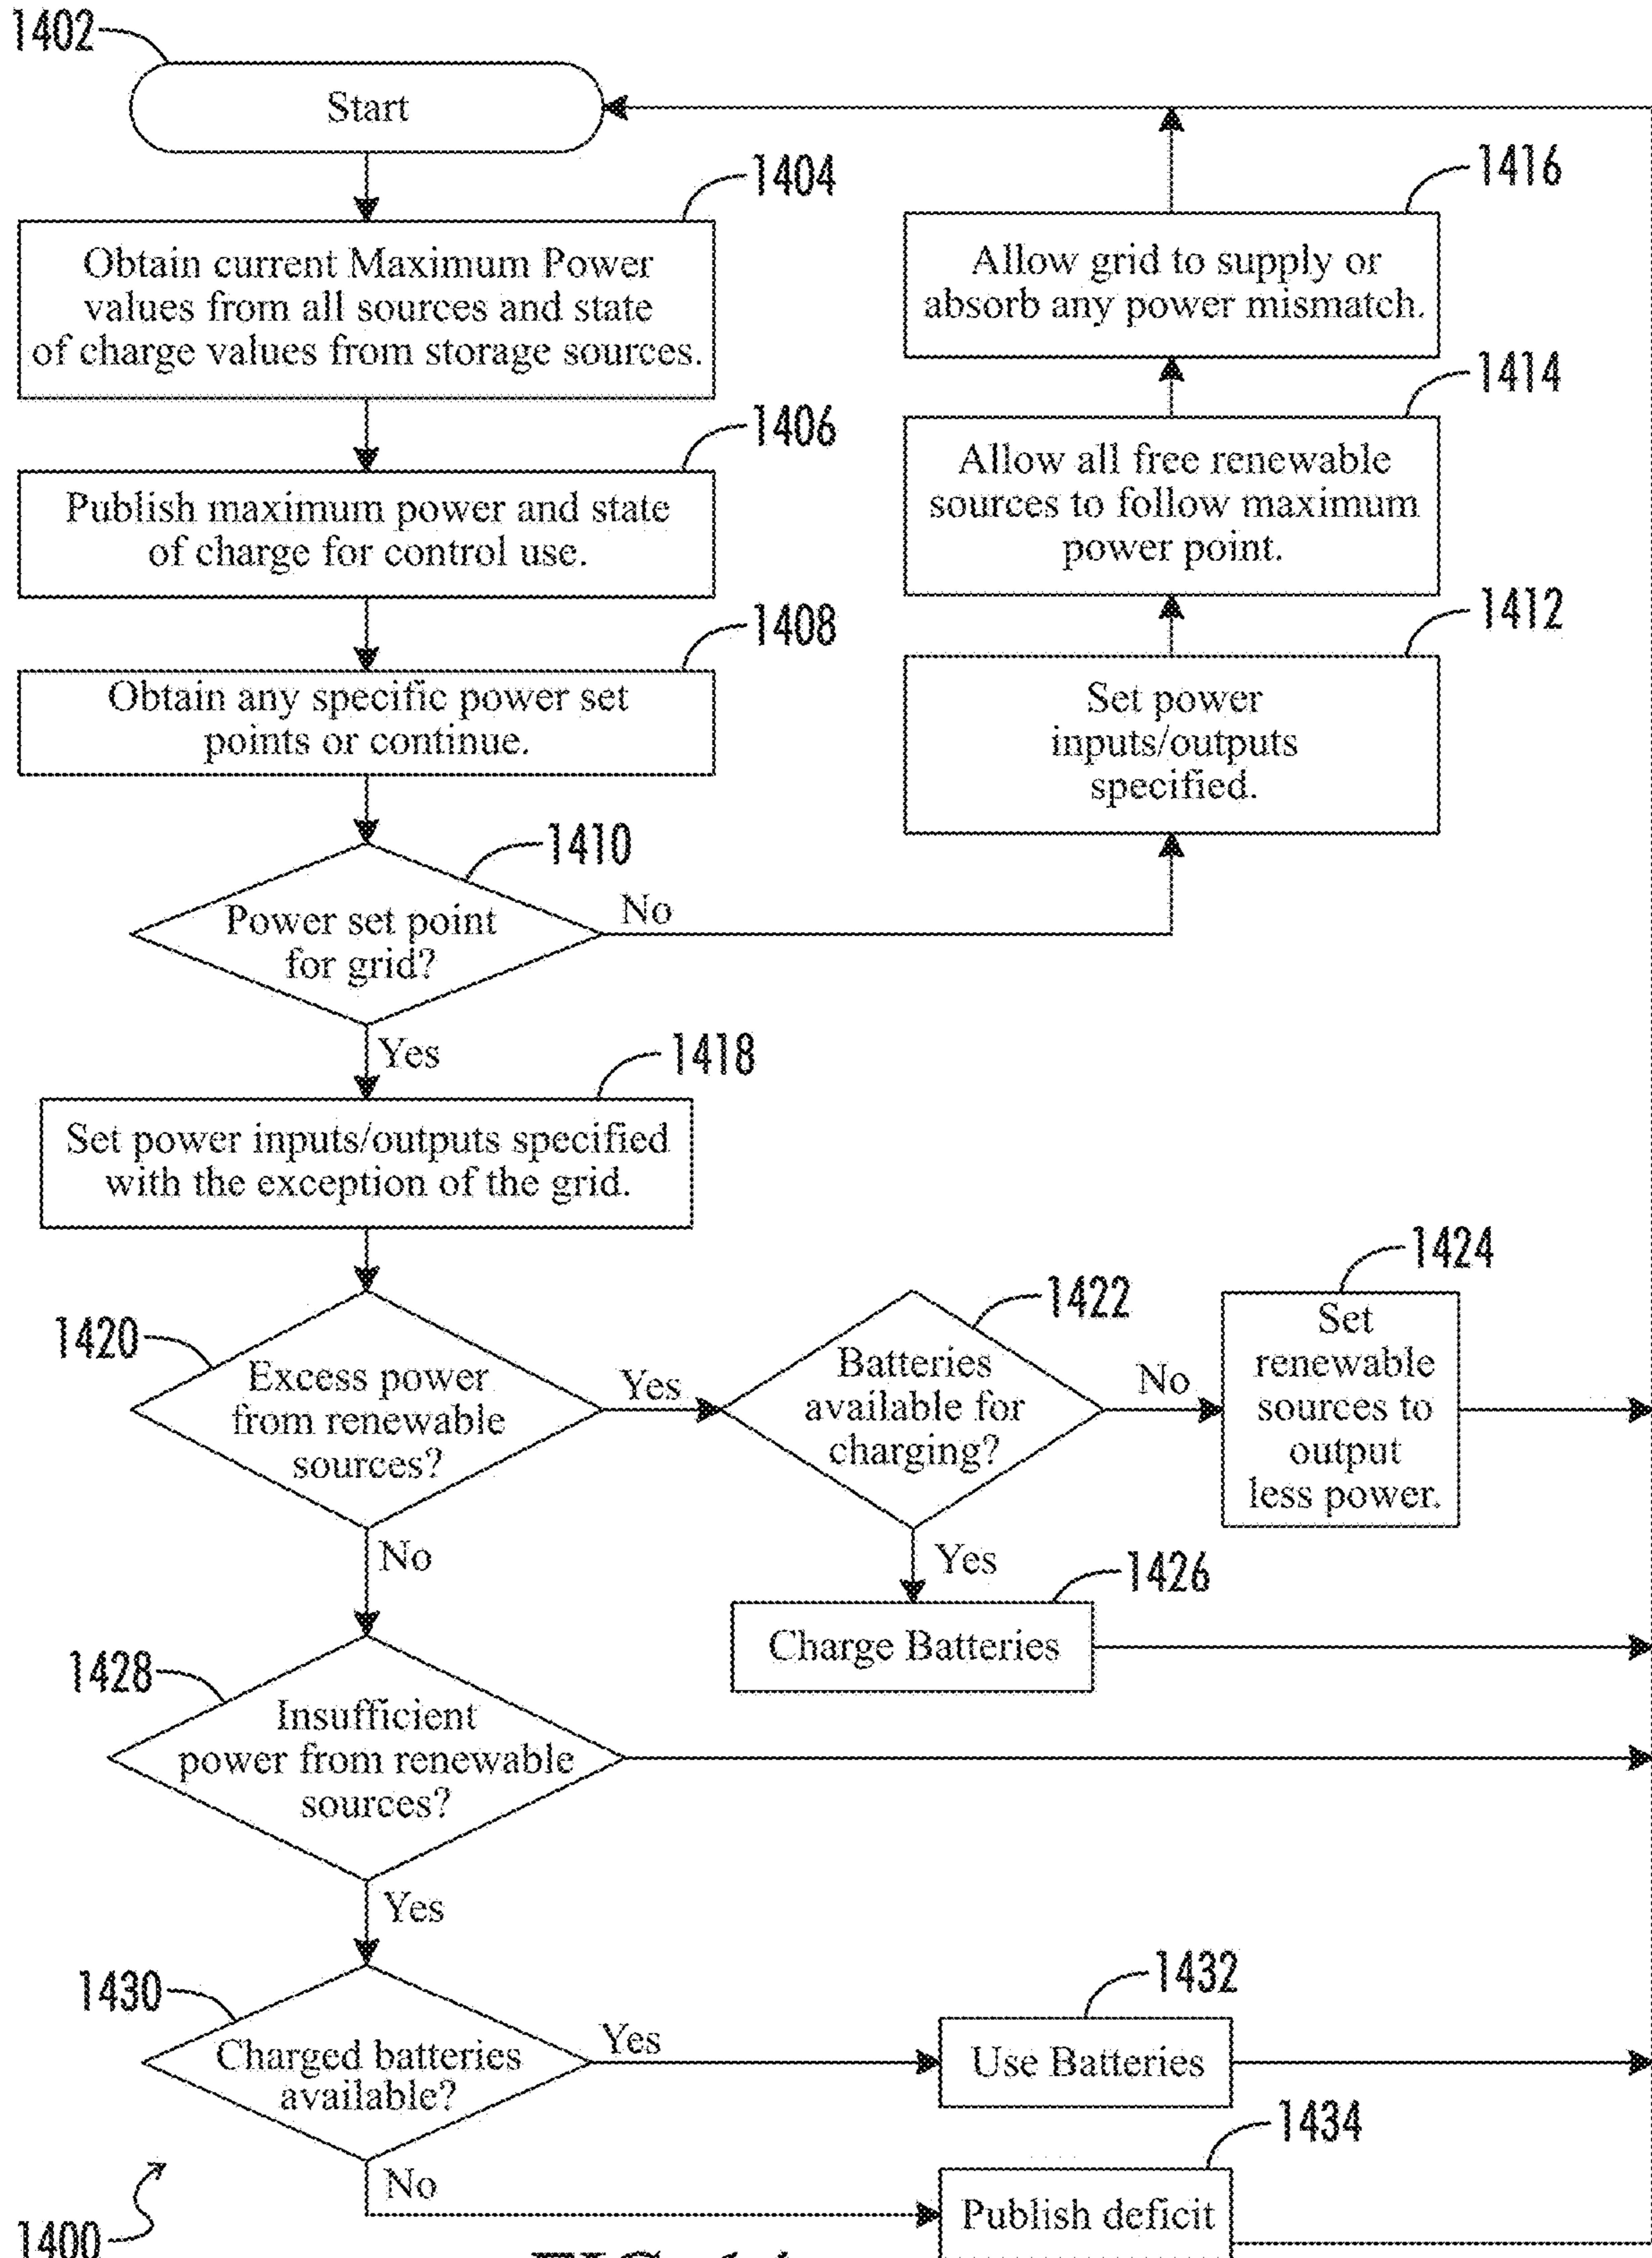 1402
Start
1404
Obtain current Maximum Power
values from all sources and state
of charge values from storage sources.
1406
Publish maximum power and state
of charge for control use.
1408
Obtain any specific power set
points or continue.
1410
Power set point
for grid?
No
Yes
1416
Allow grid to supply or
absorb any power mismatch.
1414
Allow all free renewable
sources to follow maximum
power point.
1412
Set power
inputs/outputs
specified.
1418
Set power inputs/outputs specified
with the exception of the grid.
1420
Excess power
from renewable
sources?
Yes
No
1422
Batteries
available for
charging?
No
Yes
1424
Set
renewable
sources to
output
less power.
1426
Charge Batteries
1428
Insufficient
power from renewable
sources?
Yes
1430
Charged batteries
available?
Yes
No
1432
Use Batteries
1434
Publish deficit
1400